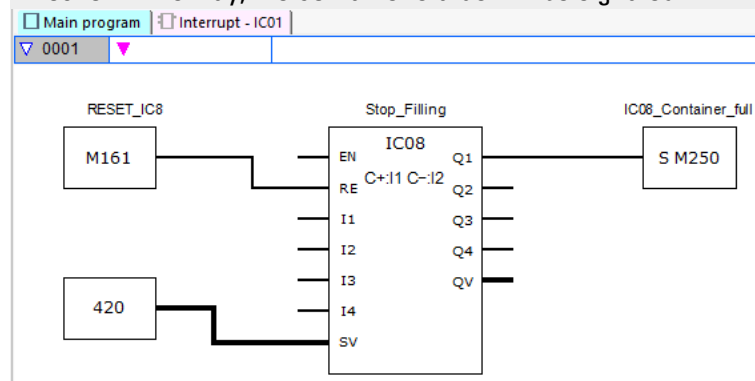 Main program Interrupt - IC01
0001
RESET_IC8 Stop_Filling IC08_Container_full
M161 IC08 S M250
EN Q1
C+:I1 C−:I2
RE Q2
I1 Q3
I2 Q4
I3 QV
420 I4
SV